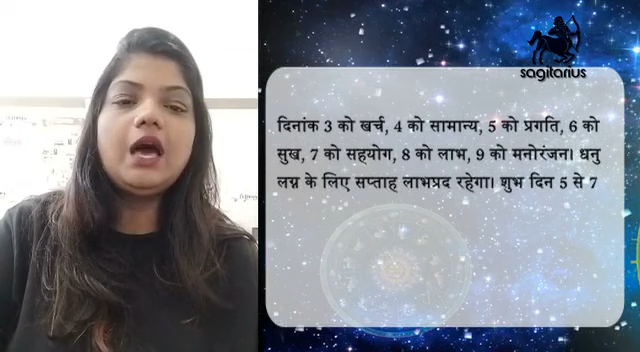 sagitarius
दिनांक 3 को खर्च, 4 को सामान्य, 5 को प्रगति, 6 को
सुख, 7 को सहयोग, 8 को लाभ, 9 को मनोरंजन। धनु
लग्न के लिए सप्ताह लाभप्रद रहेगा। शुभ दिन 5 से 7